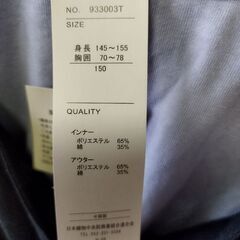 NO. 933003T
SIZE
身長 145～155
胸囲 70～78
150
QUALITY
インナー
ポリエステル 65%
綿 35%
アウター
ポリエステル 65%
綿 35%